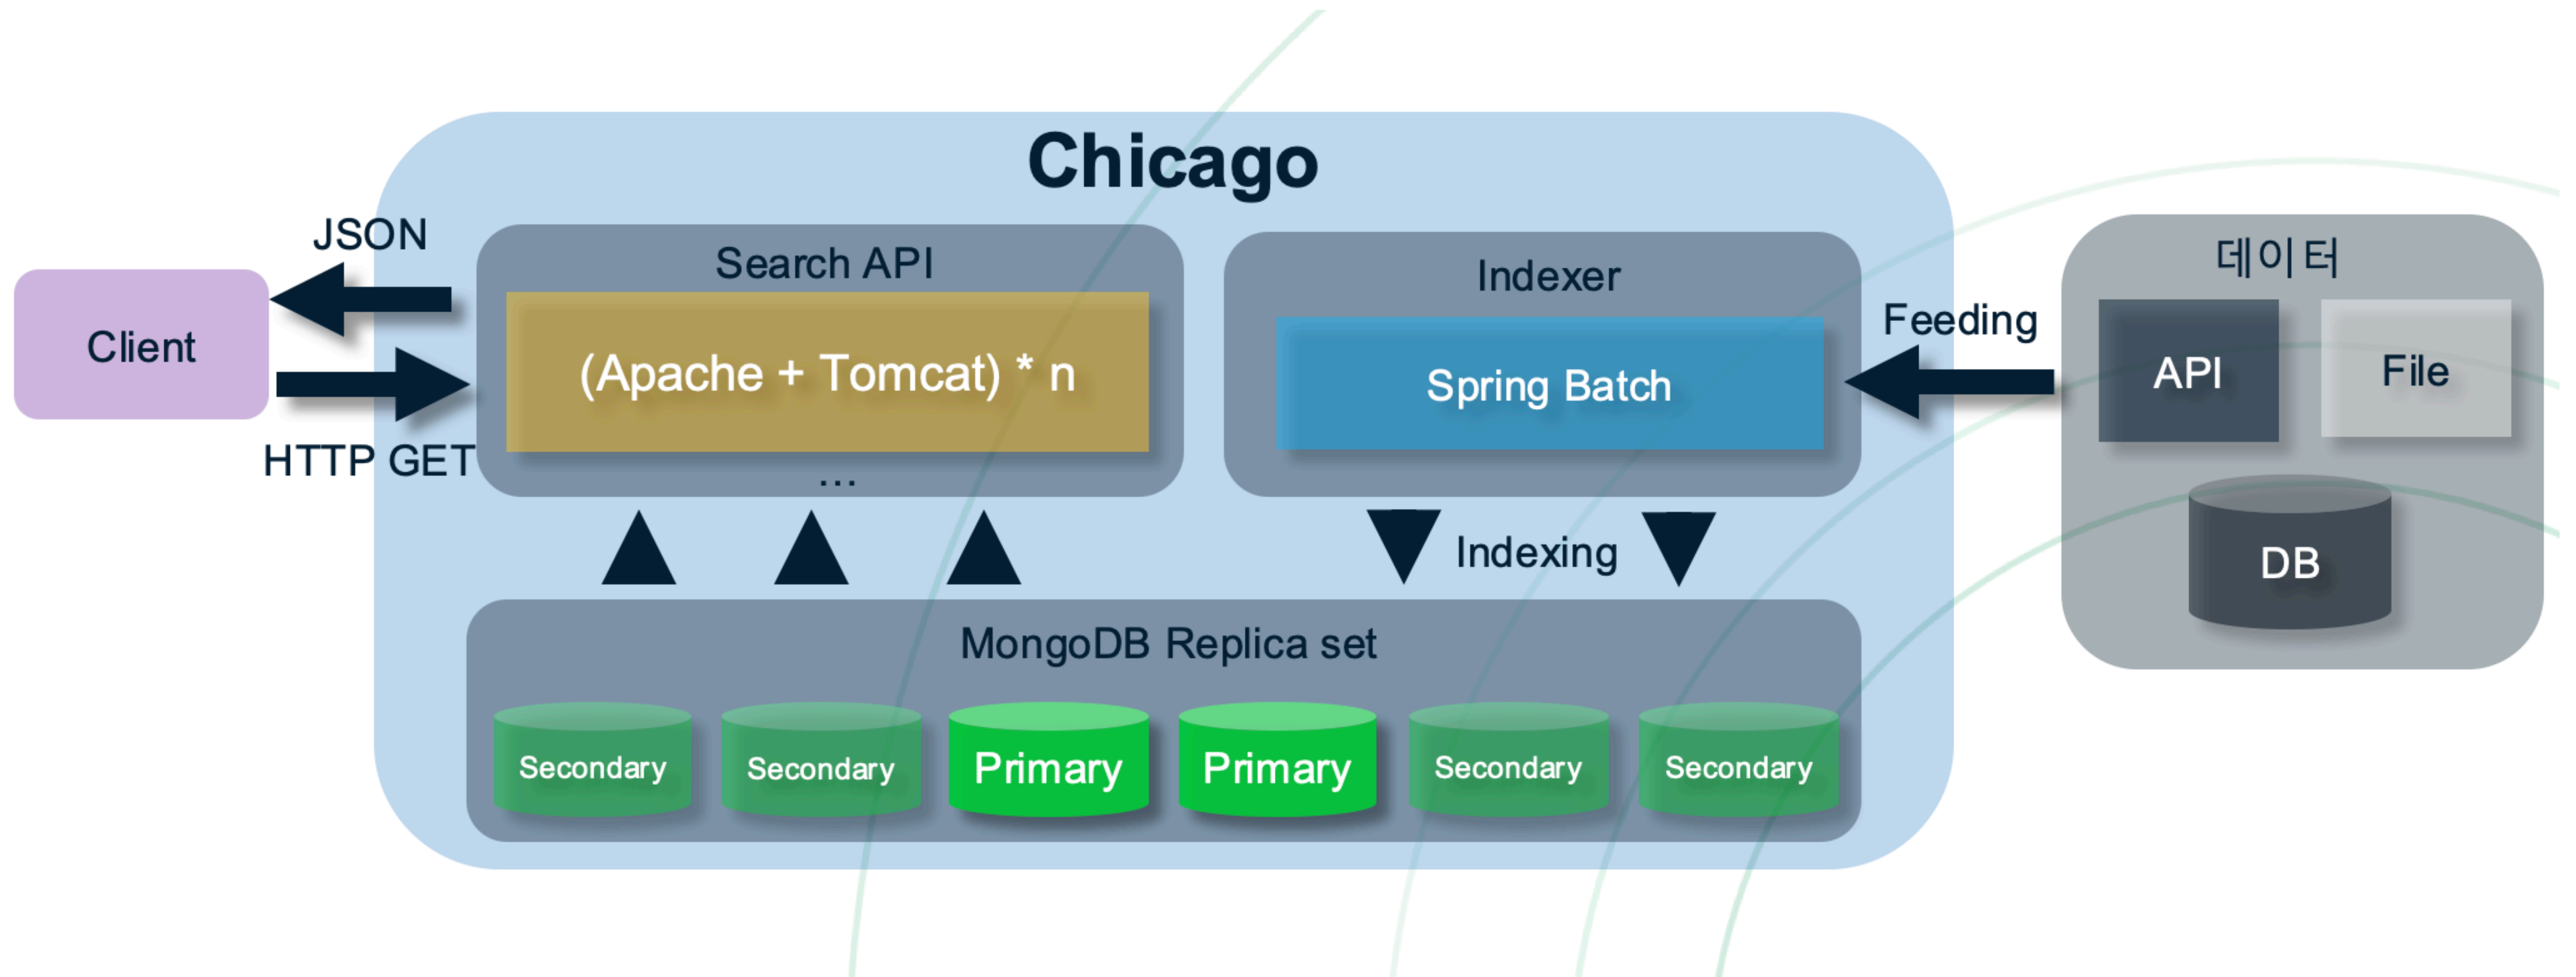 Chicago
JSON
Client
HTTP GET
Search API
(Apache + Tomcat) * n
...
Indexer
Spring Batch
Feeding
데이터
API
File
DB
Indexing
MongoDB Replica set
Secondary
Secondary
Primary
Primary
Secondary
Secondary